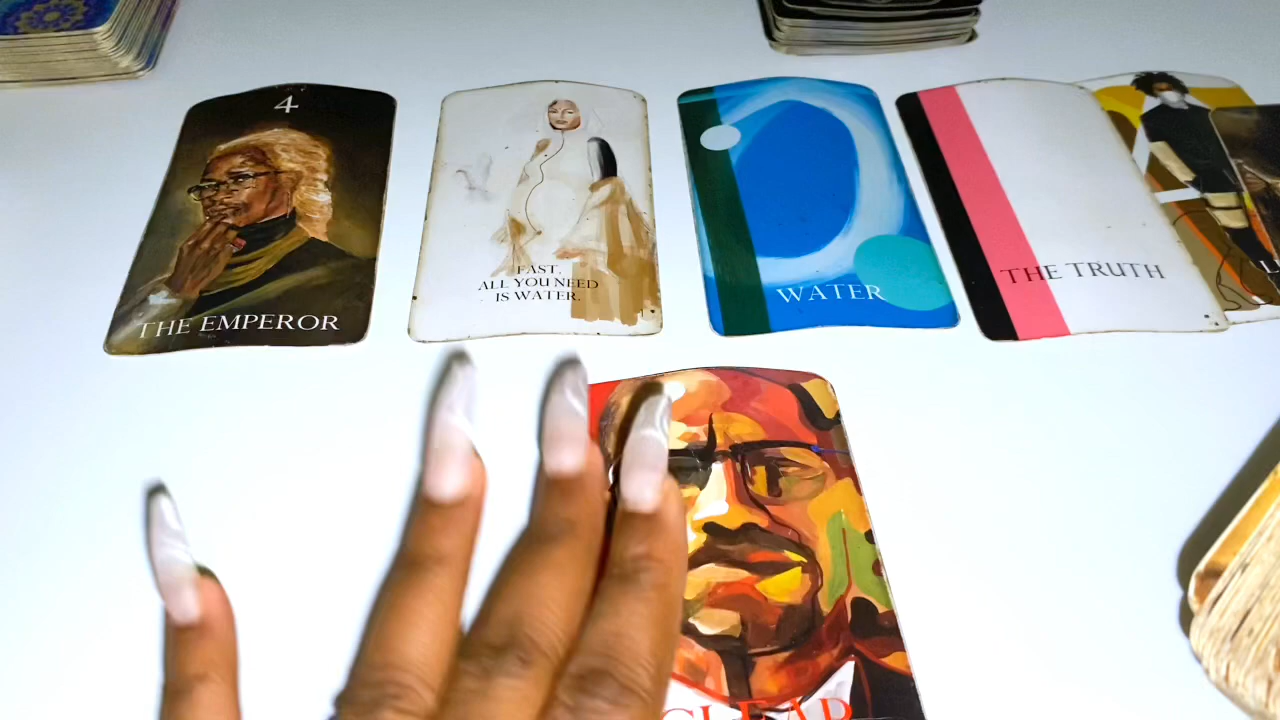 4
THE EMPEROR
FAST,
ALL YOU NEED
IS WATER.
WATER
THE TRUTH
CLEAR